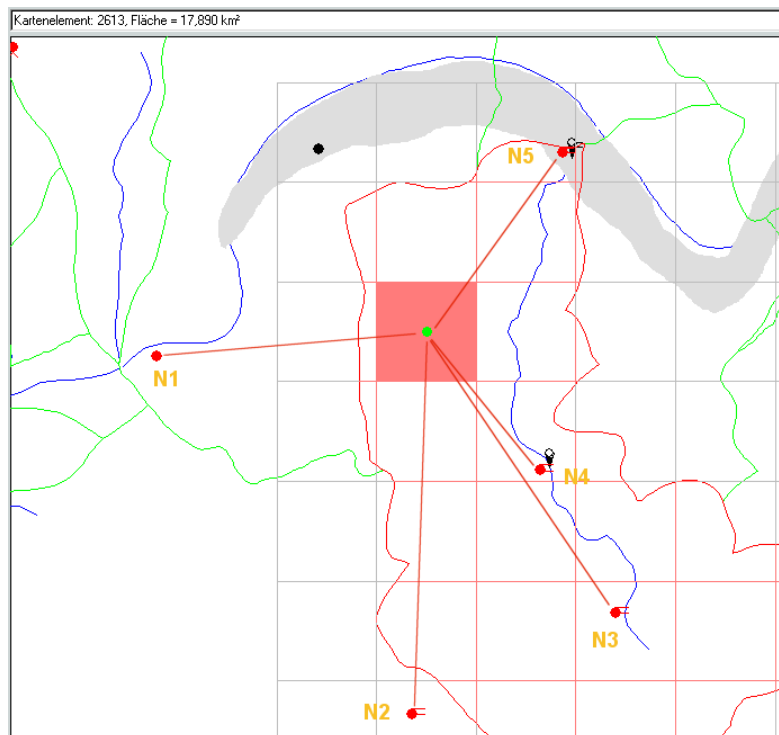 Kartenelement: 2613, Fläche = 17,890 km²
N5
N1
N4
N3
N2